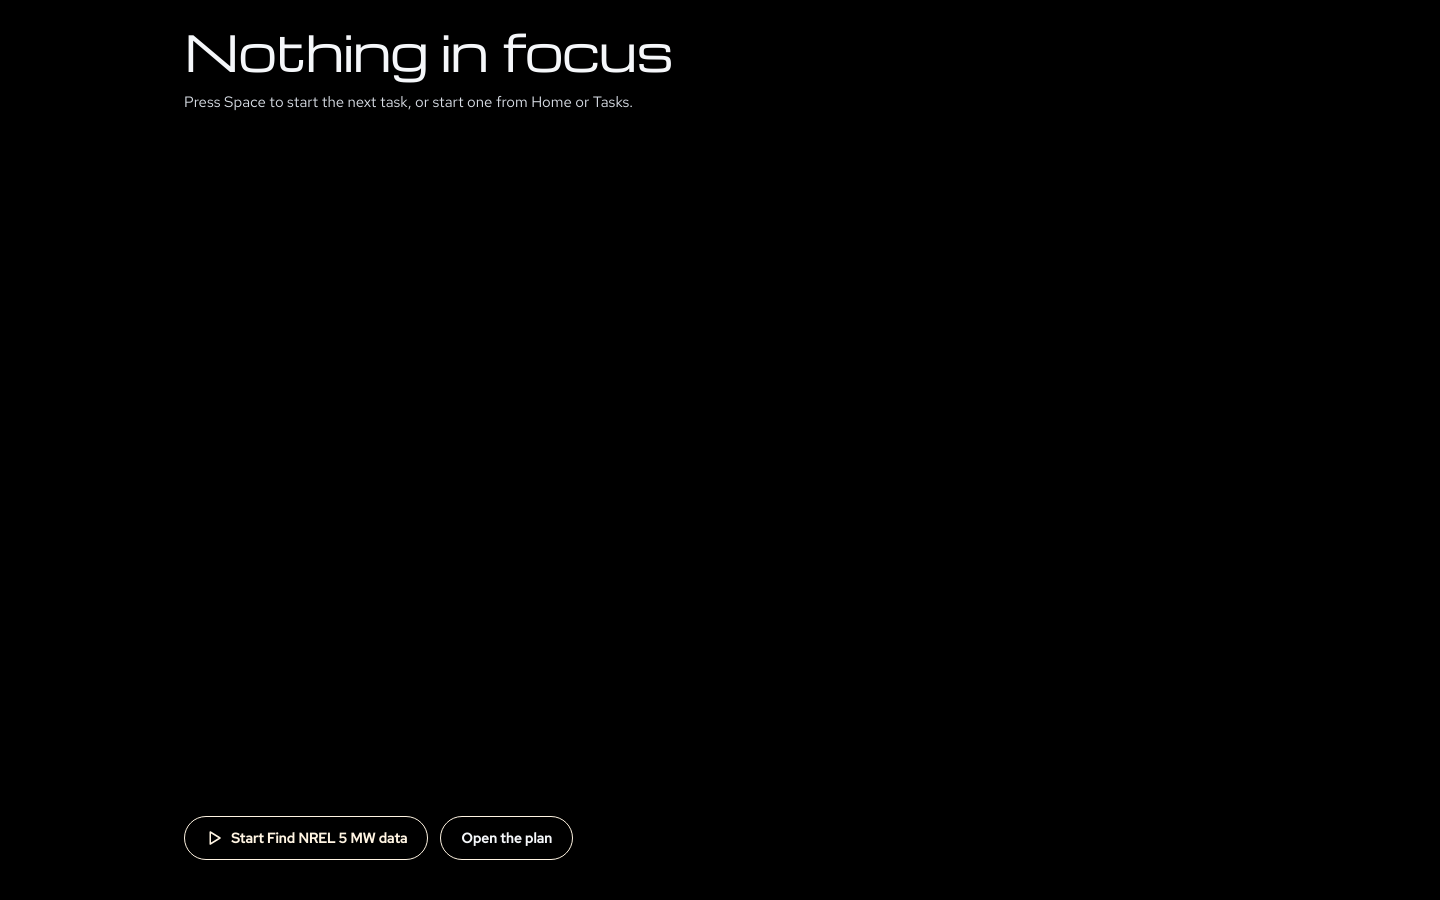 Nothing in focus
Press Space to start the next task, or start one from Home or Tasks.
Start Find NREL 5 MW data
Open the plan